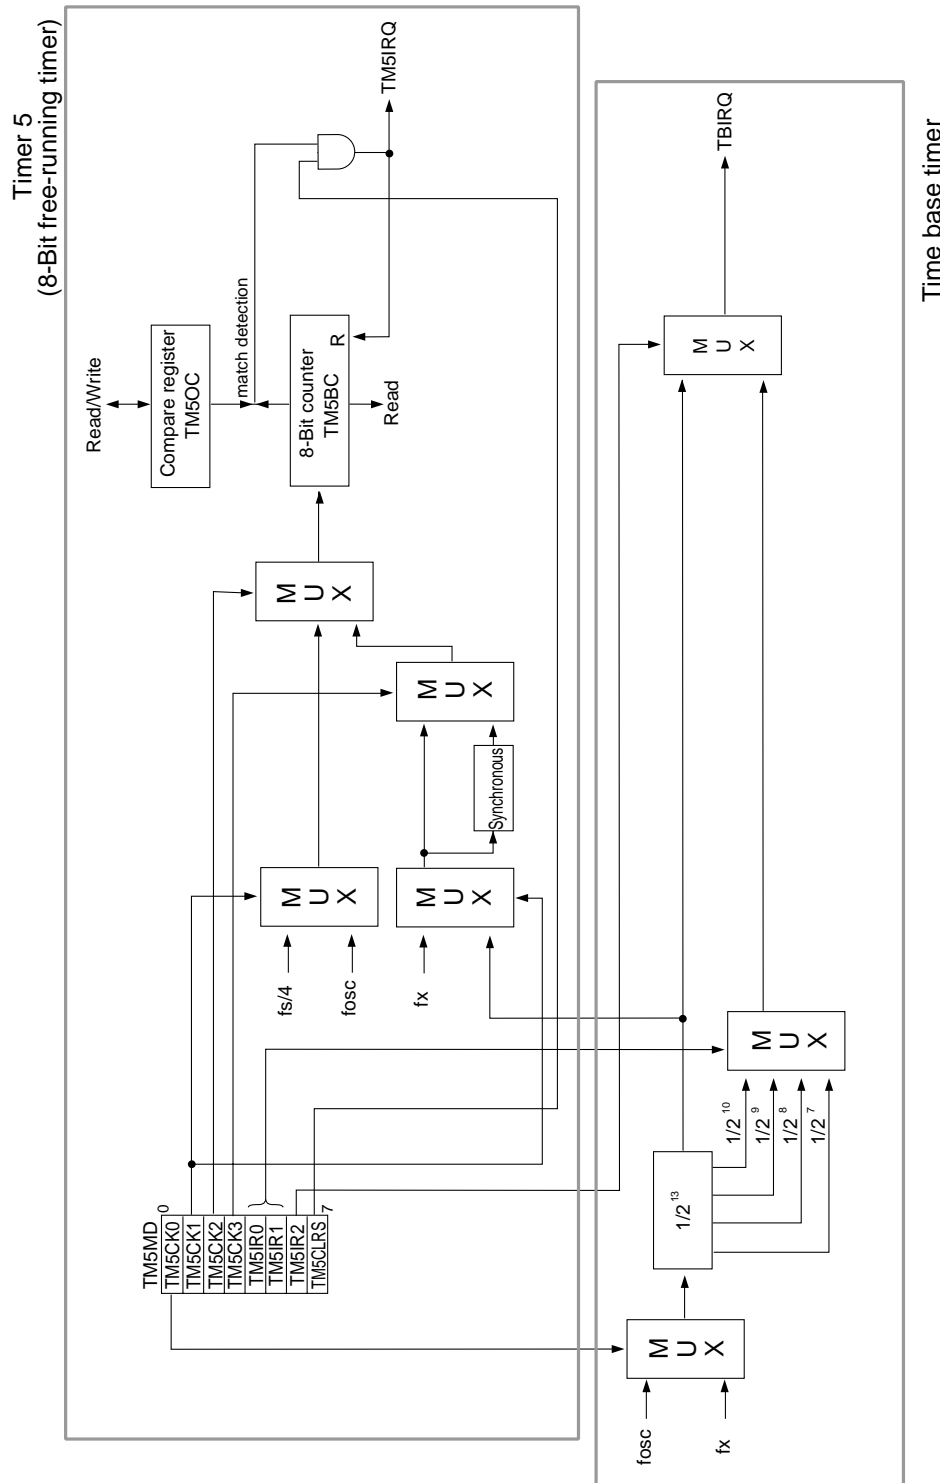 Timer 5
(8-Bit free-running timer)
Read/Write
Compare register
TM5OC
match detection
8-Bit counter
TM5BC
R
Read
TM5IRQ
M
U
X
M
U
X
Synchronous
M
U
X
fs/4
fosc
M
U
X
fx
TM5MD
0
TM5CK0
TM5CK1
TM5CK2
TM5CK3
TM5IR0
TM5IR1
TM5IR2
TM5CLRS
7
TBIRQ
M
U
X
M
U
X
1/2 10
1/2 9
1/2 8
1/2 7
1/2 13
M
U
X
fosc
fx
Time base timer